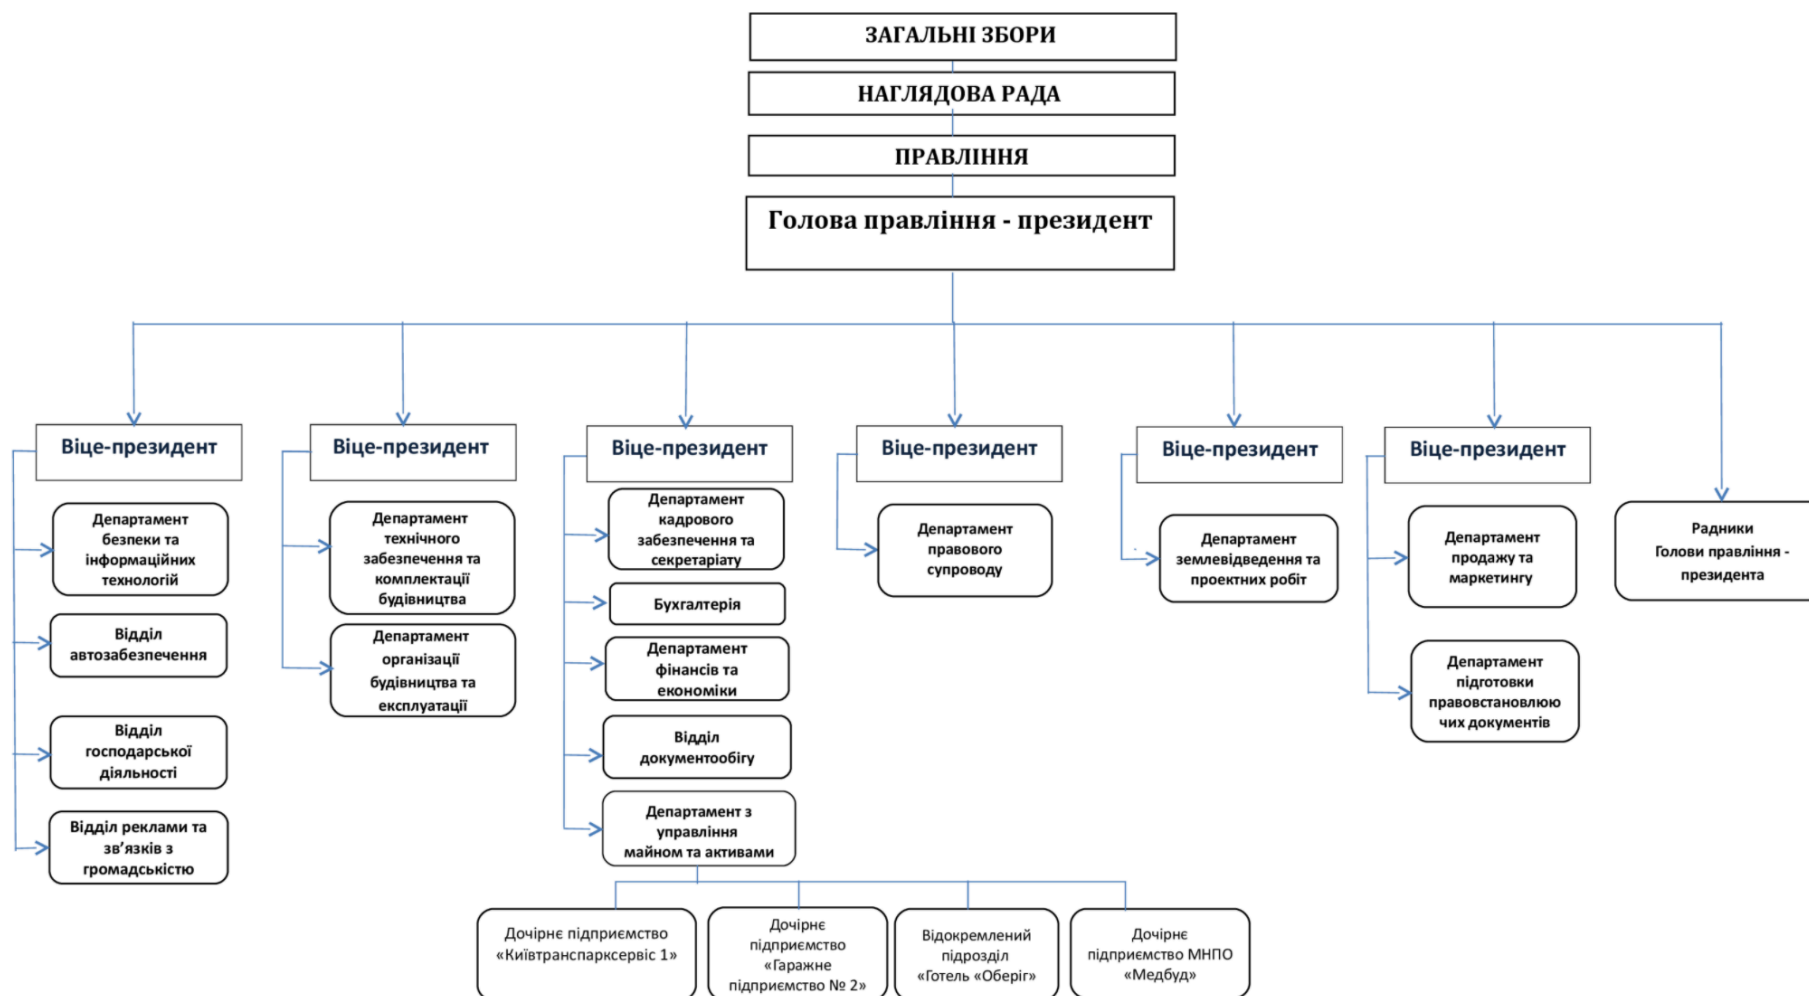 ЗАГАЛЬНІ ЗБОРИ
НАГЛЯДОВА РАДА
ПРАВЛІННЯ
Голова правління - президент
Віце-президент
Департамент
безпеки та
інформаційних
технологій
Відділ
автозабезпечення
Відділ
господарської
діяльності
Відділ реклами та
зв’язків з
громадськістю
Віце-президент
Департамент
технічного
забезпечення та
комплектації
будівництва
Департамент
організації
будівництва та
експлуатації
Віце-президент
Департамент
кадрового
забезпечення та
секретаріату
Бухгалтерія
Департамент
фінансів та
економіки
Відділ
документообігу
Департамент з
управління
майном та активами
Дочірнє підприємство
«Київтранспарксервіс 1»
Дочірнє
підприємство
«Гаражне
підприємство № 2»
Відокремлений
підрозділ
«Готель «Оберіг»
Дочірнє
підприємство МНПО
«Медбуд»
Віце-президент
Департамент
правового
супроводу
Віце-президент
Департамент
землевідведення та
проектних робіт
Віце-президент
Департамент
продажу та
маркетингу
Департамент
підготовки
правовстановлюю
чих документів
Радники
Голови правління -
президента